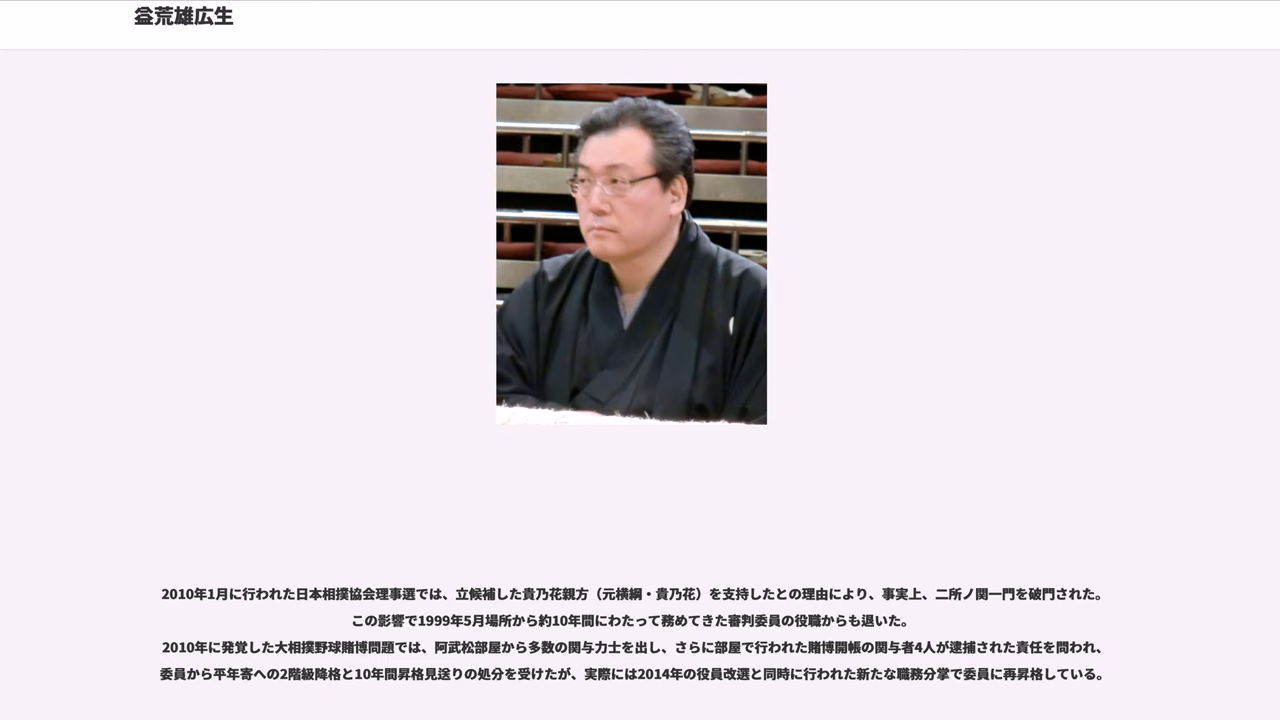 益荒雄広生
2010年1月に行われた日本相撲協会理事選では、立候補した貴乃花親方（元横綱・貴乃花）を支持したとの理由により、事実上、二所ノ関一門を破門された。
この影響で1999年5月場所から約10年間にわたって務めてきた審判委員の役職からも退いた。
2010年に発覚した大相撲野球賭博問題では、阿武松部屋から多数の関与力士を出し、さらに部屋で行われた賭博開帳の関与者4人が逮捕された責任を問われ、
委員から平年寄への2階級降格と10年間昇格見送りの処分を受けたが、実際には2014年の役員改選と同時に行われた新たな職務分掌で委員に再昇格している。